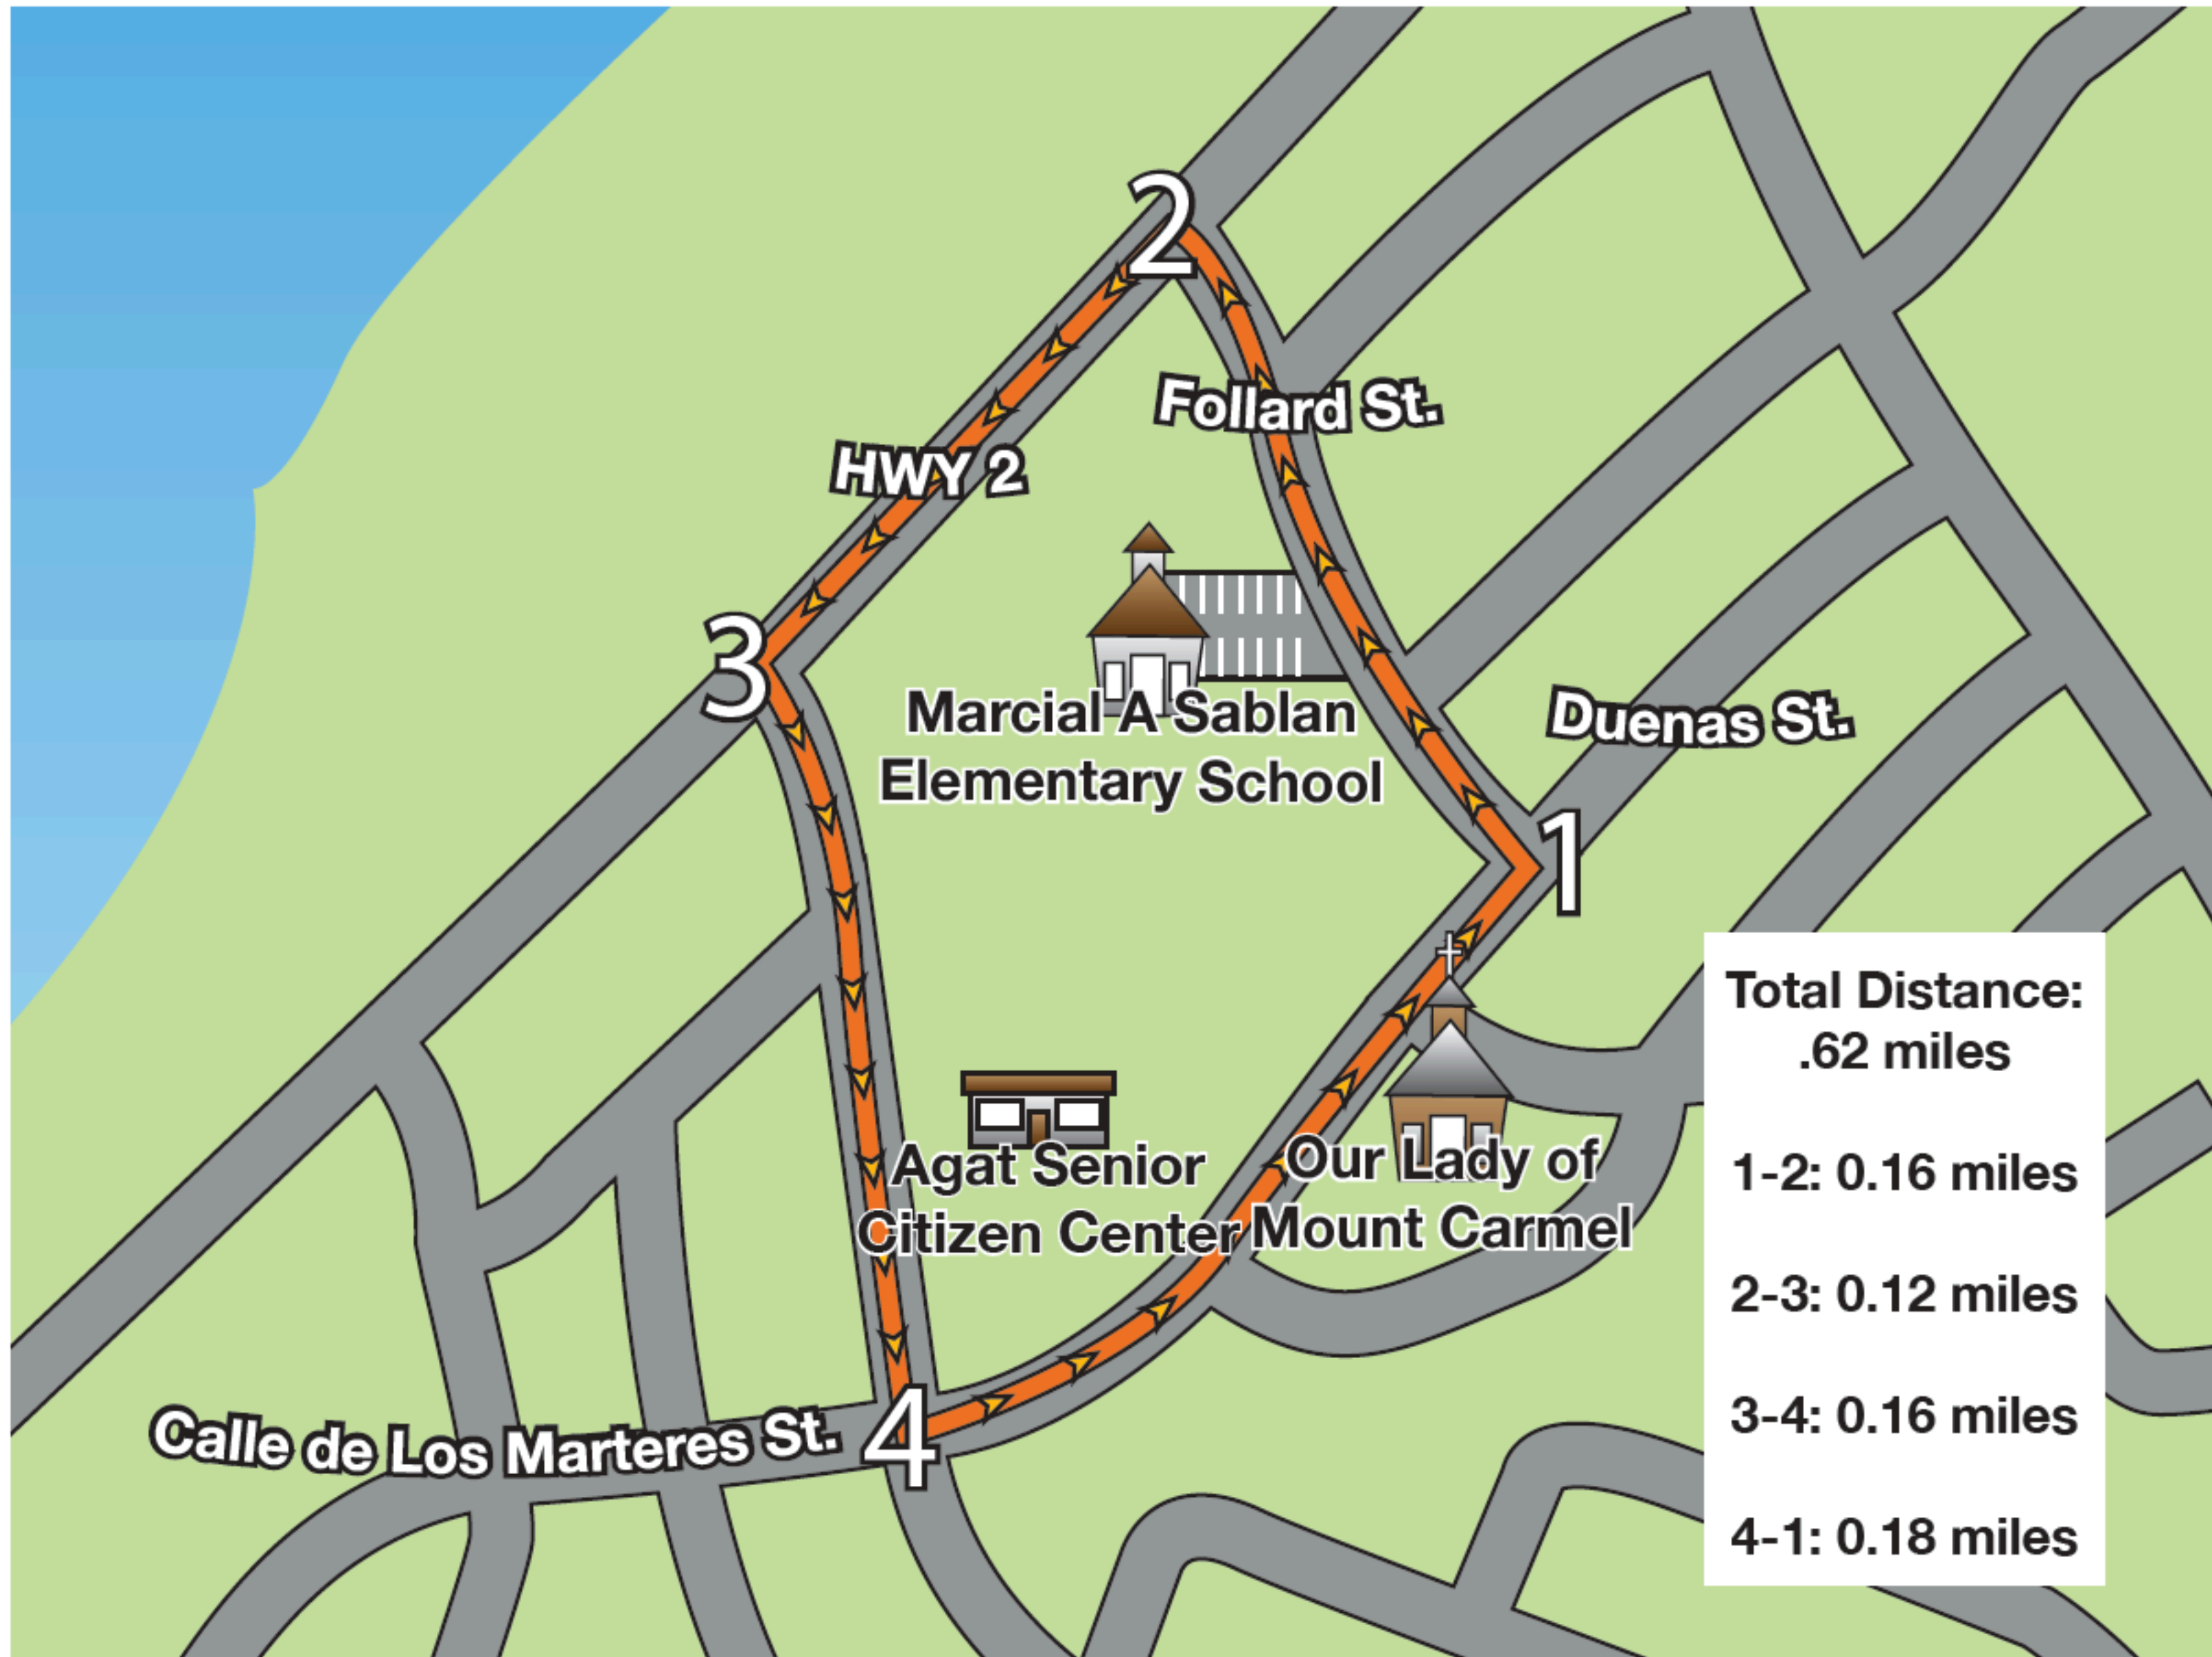 2
Follard St.
HWY 2
3
Marcial A Sablan
Elementary School
Duenas St.
1
Agat Senior
Citizen Center
Our Lady of
Mount Carmel
Calle de Los Marteres St.
4
Total Distance:
.62 miles
1-2: 0.16 miles
2-3: 0.12 miles
3-4: 0.16 miles
4-1: 0.18 miles